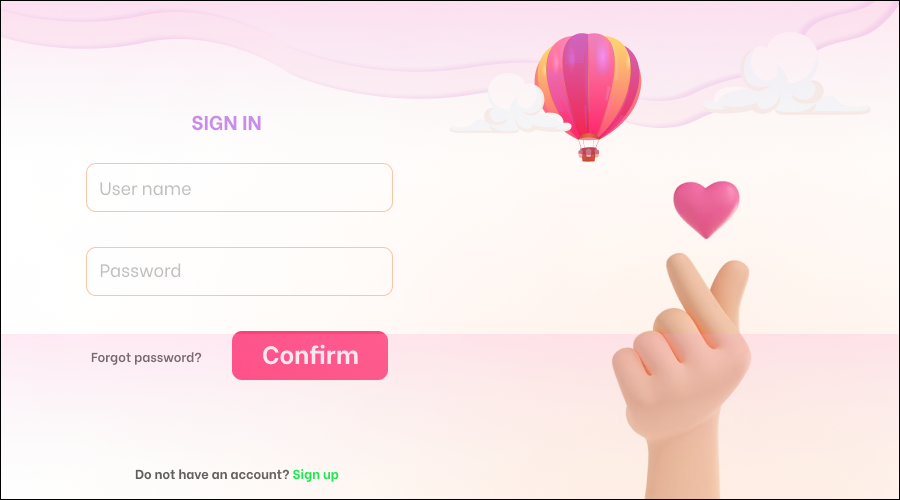 SIGN IN
User name
Password
Forgot password?
Confirm
Do not have an account? Sign up